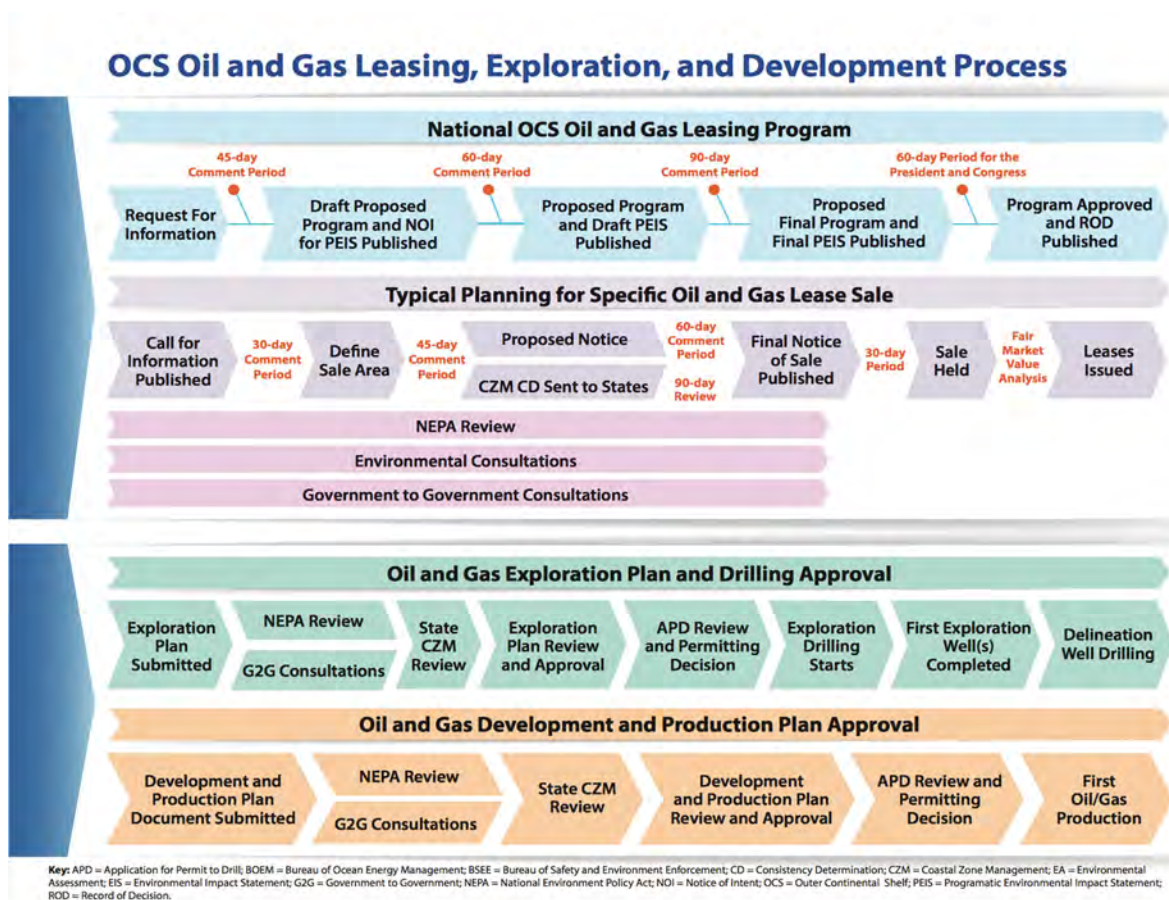 OCS Oil and Gas Leasing, Exploration, and Development Process
National OCS Oil and Gas Leasing Program
45-day
Comment Period
60-day
Comment Period
90-day
Comment Period
60-day Period for the
President and Congress
Request For
Information
Draft Proposed
Program and NOI
for PEIS Published
Proposed Program
and Draft PEIS
Published
Proposed
Final Program and
Final PEIS Published
Program Approved
and ROD
Published
Typical Planning for Specific Oil and Gas Lease Sale
Call for
Information
Published
30-day
Comment
Period
Define
Sale Area
45-day
Comment
Period
Proposed Notice
CZM CD Sent to States
60-day
Comment
Period
90-day
Review
Final Notice
of Sale
Published
30-day
Period
Sale
Held
Fair
Market
Value
Analysis
Leases
Issued
NEPA Review
Environmental Consultations
Government to Government Consultations
Oil and Gas Exploration Plan and Drilling Approval
Exploration
Plan
Submitted
NEPA Review
G2G Consultations
State
CZM
Review
Exploration
Plan Review
and Approval
APD Review
and Permitting
Decision
Exploration
Drilling
Starts
First Exploration
Well(s)
Completed
Delineation
Well Drilling
Oil and Gas Development and Production Plan Approval
Development and
Production Plan
Document Submitted
NEPA Review
G2G Consultations
State CZM
Review
Development
and Production Plan
Review and Approval
APD Review and
Permitting
Decision
First
Oil/Gas
Production
Key: APD = Application for Permit to Drill; BOEM = Bureau of Ocean Energy Management; BSEE = Bureau of Safety and Environment Enforcement; CD = Consistency Determination; CZM = Coastal Zone Management; EA = Environmental
Assessment; EIS = Environmental Impact Statement; G2G = Government to Government; NEPA = National Environment Policy Act; NOI = Notice of Intent; OCS = Outer Continental Shelf; PEIS = Programatic Environmental Impact Statement;
ROD = Record of Decision.